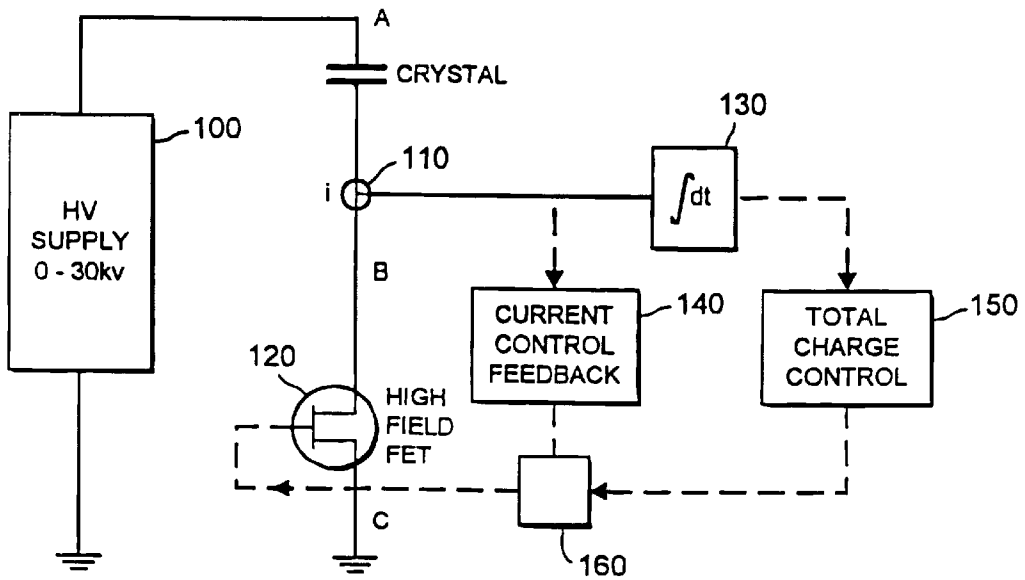 A
CRYSTAL
100
HV
SUPPLY
0 - 30kv
i
110
130
∫dt
B
CURRENT
CONTROL
FEEDBACK
140
TOTAL
CHARGE
CONTROL
150
120
HIGH
FIELD
FET
C
160